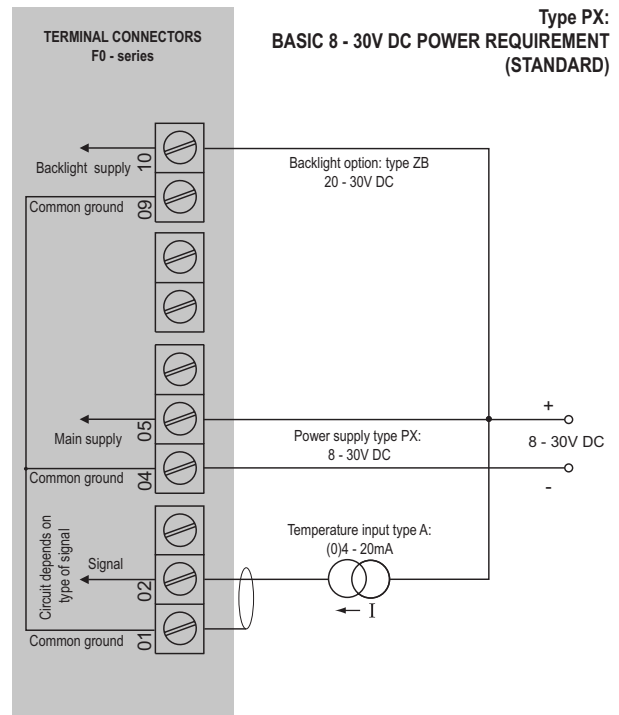 Type PX:
BASIC 8 - 30V DC POWER REQUIREMENT
(STANDARD)
TERMINAL CONNECTORS
F0 - series
Backlight supply
10
Backlight option: type ZB
20 - 30V DC
Common ground
09
Main supply
05
Power supply type PX:
8 - 30V DC
+
8 - 30V DC
-
Common ground
04
Circuit depends on
type of signal
Signal
02
Temperature input type A:
(0)4 - 20mA
I
Common ground
01